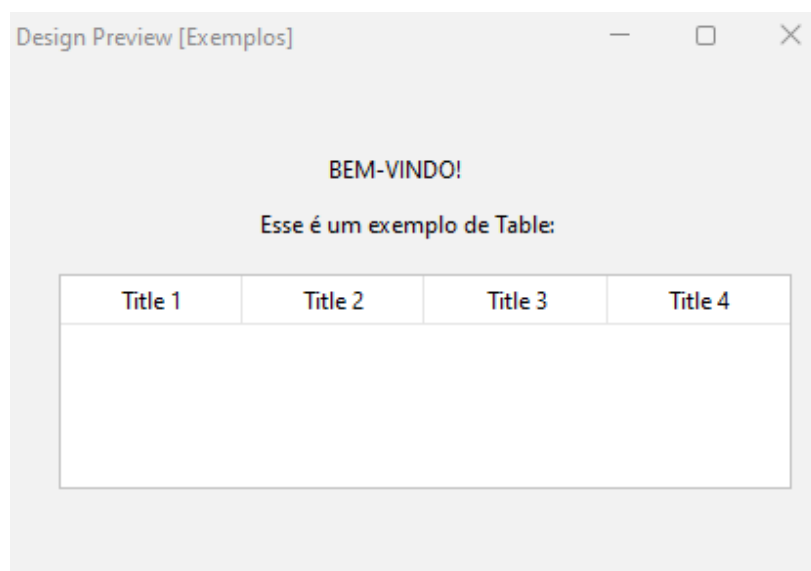 Design Preview [Exemplos]
BEM-VINDO!
Esse é um exemplo de Table:
Title 1 Title 2 Title 3 Title 4